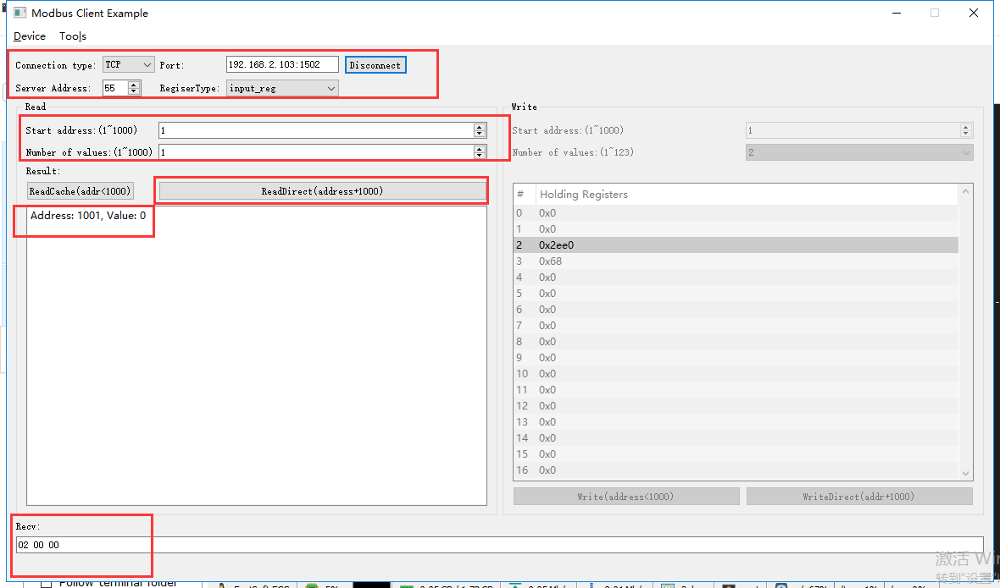 Modbus Client Example
Device Tools
Connection type: TCP Port: 192.168.2.103:1502 Disconnect
Server Address: 55 RegiserType: input_reg
Read
Start address:(1~1000) 1
Number of values:(1~1000) 1
Result:
ReadCache(addr<1000) ReadDirect(address+1000)
Address: 1001, Value: 0
Write
Start address:(1~1000) 1
Number of values:(1~123) 2
# Holding Registers
0 0x0
1 0x0
2 0x2ee0
3 0x68
4 0x0
5 0x0
6 0x0
7 0x0
8 0x0
9 0x0
10 0x0
11 0x0
12 0x0
13 0x0
14 0x0
15 0x0
16 0x0
Write(address<1000) WriteDirect(addr+1000)
Recv:
02 00 00
激活 Win
转到"设置"
Follow terminal folder